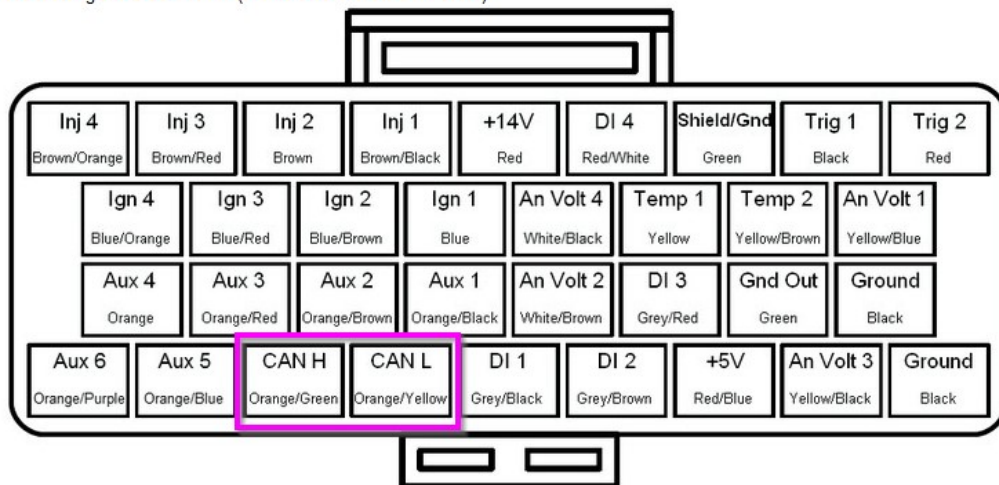 Inj 4 Inj 3 Inj 2 Inj 1 +14V DI 4 Shield/Gnd Trig 1 Trig 2
Brown/Orange Brown/Red Brown Brown/Black Red Red/White Green Black Red
Ign 4 Ign 3 Ign 2 Ign 1 An Volt 4 Temp 1 Temp 2 An Volt 1
Blue/Orange Blue/Red Blue/Brown Blue White/Black Yellow Yellow/Brown Yellow/Blue
Aux 4 Aux 3 Aux 2 Aux 1 An Volt 2 DI 3 Gnd Out Ground
Orange Orange/Red Orange/Brown Orange/Black White/Brown Grey/Red Green Black
Aux 6 Aux 5 CAN H CAN L DI 1 DI 2 +5V An Volt 3 Ground
Orange/Purple Orange/Blue Orange/Green Orange/Yellow Grey/Black Grey/Brown Red/Blue Yellow/Black Black